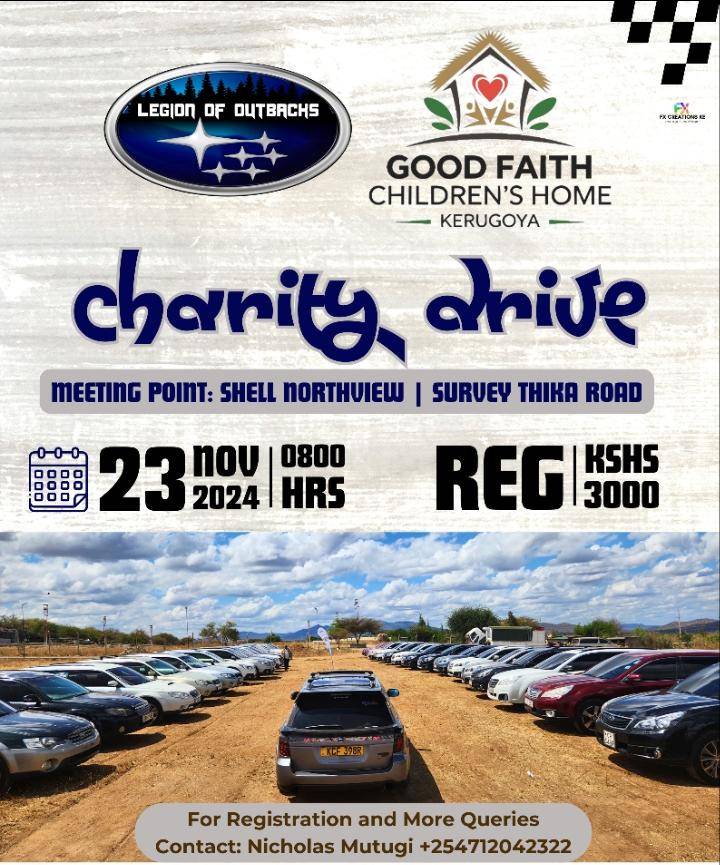 FX
FX CREATIONS KE
LEGION OF OUTBACKS
GOOD FAITH
CHILDREN'S HOME
KERUGOYA
charity drive
MEETING POINT: SHELL NORTHVIEW | SURVEY THIKA ROAD
23 NOV 2024 | 0800 HRS
REG | KSHS 3000
KCF 398R
For Registration and More Queries
Contact: Nicholas Mutugi +254712042322